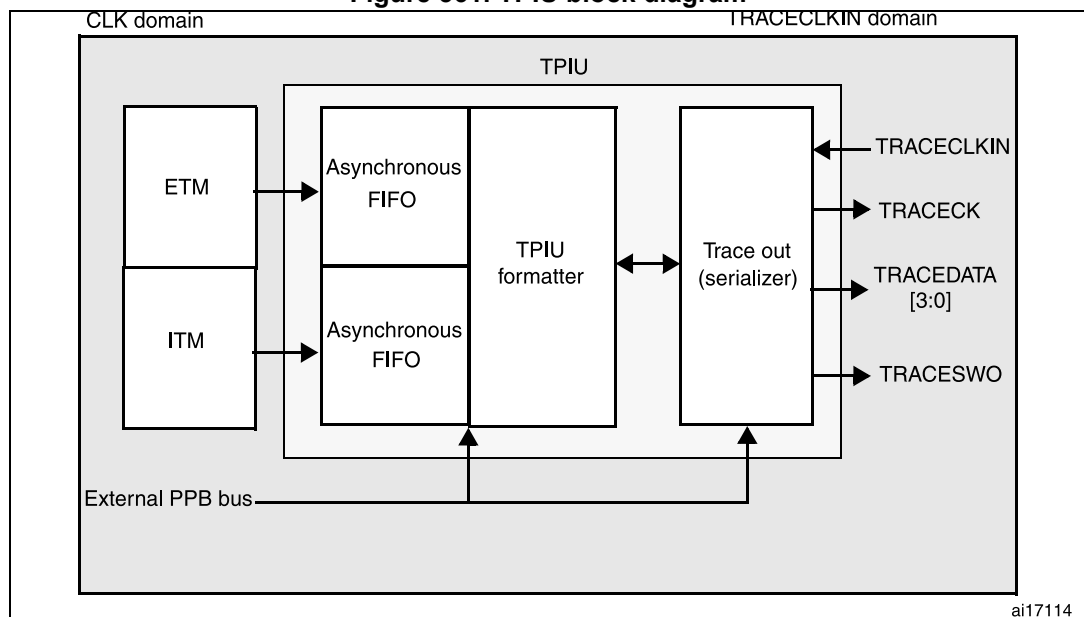 CLK domain
TRACECLKIN domain
TPIU
ETM
Asynchronous
FIFO
TPIU
formatter
Trace out
(serializer)
TRACECLKIN
TRACECK
TRACEDATA
[3:0]
TRACESWO
ITM
Asynchronous
FIFO
External PPB bus
ai17114